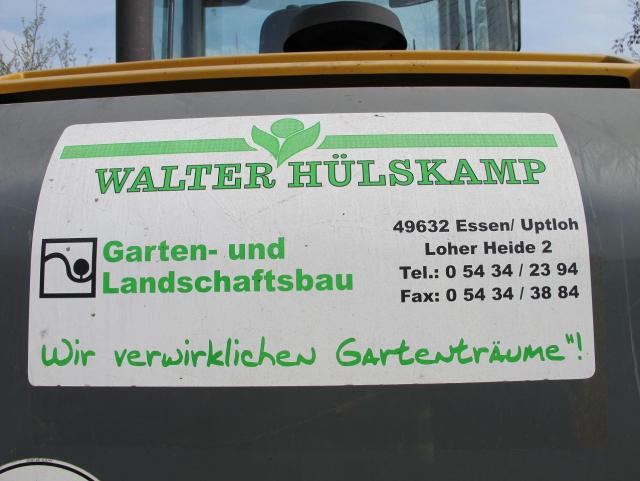 WALTER HÜLSKAMP
Garten- und
Landschaftsbau
49632 Essen/ Uptloh
Loher Heide 2
Tel.: 0 54 34 / 23 94
Fax: 0 54 34 / 38 84
Wir verwirklichen Gartenträume"!